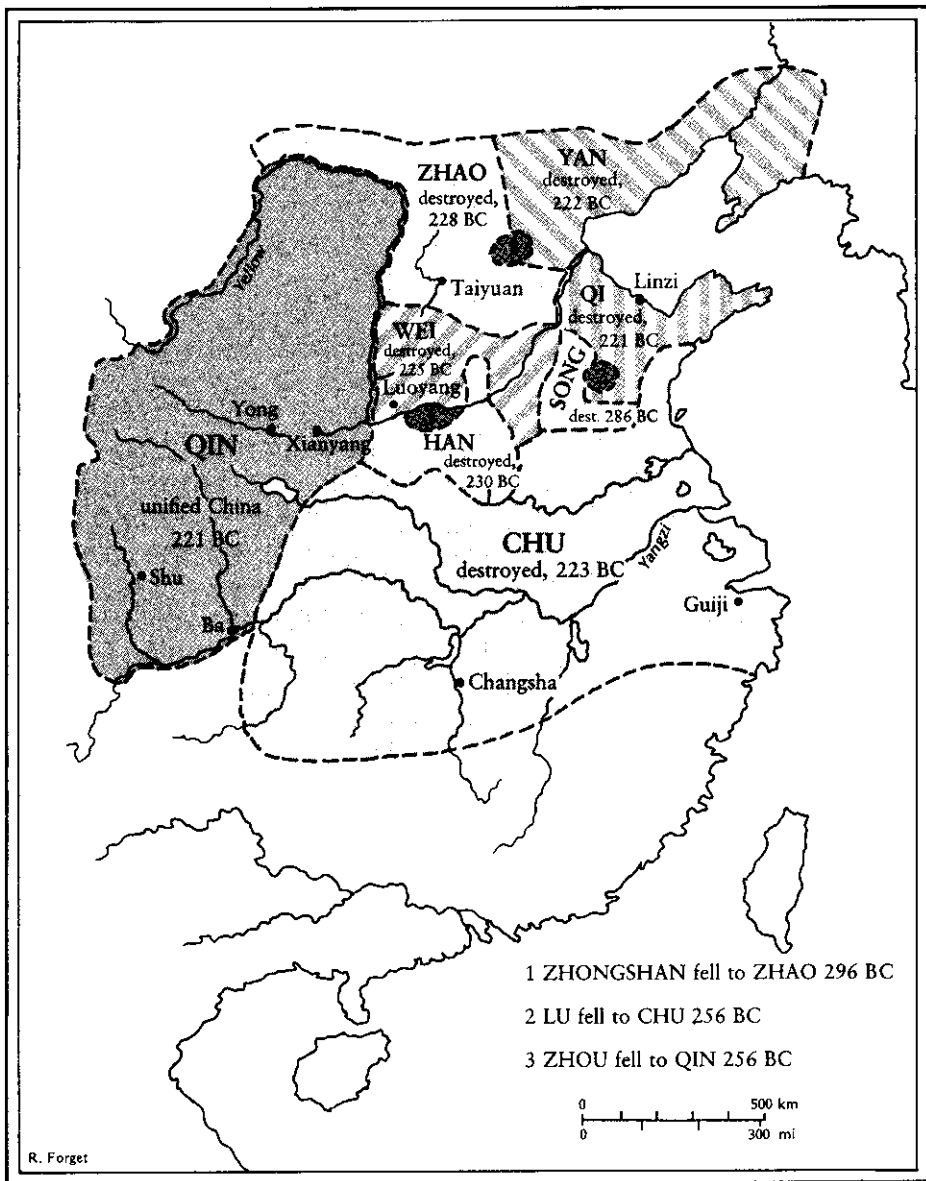 ZHAO
destroyed,
228 BC
YAN
destroyed,
222 BC
Yellow
Taiyuan
Linzi
QI
destroyed,
221 BC
WEI
destroyed,
225 BC
Luoyang
SONG
dest. 286 BC
Yong
Xianyang
QIN
HAN
destroyed,
230 BC
unified China
221 BC
CHU
destroyed, 223 BC
Yangzi
Shu
Guiji
Ba
Changsha
1 ZHONGSHAN fell to ZHAO 296 BC
2 LU fell to CHU 256 BC
3 ZHOU fell to QIN 256 BC
0 500 km
0 300 mi
R. Forget